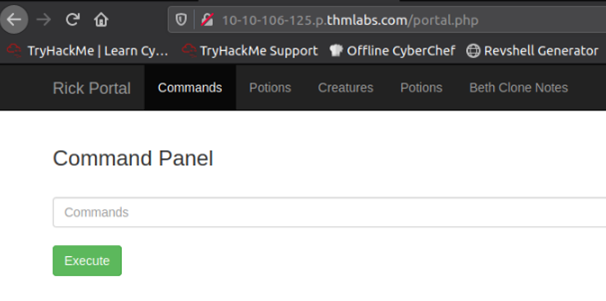 10-10-106-125.p.thmlabs.com/portal.php
TryHackMe | Learn Cy... TryHackMe Support Offline CyberChef Revshell Generator
Rick Portal Commands Potions Creatures Potions Beth Clone Notes
Command Panel
Commands
Execute